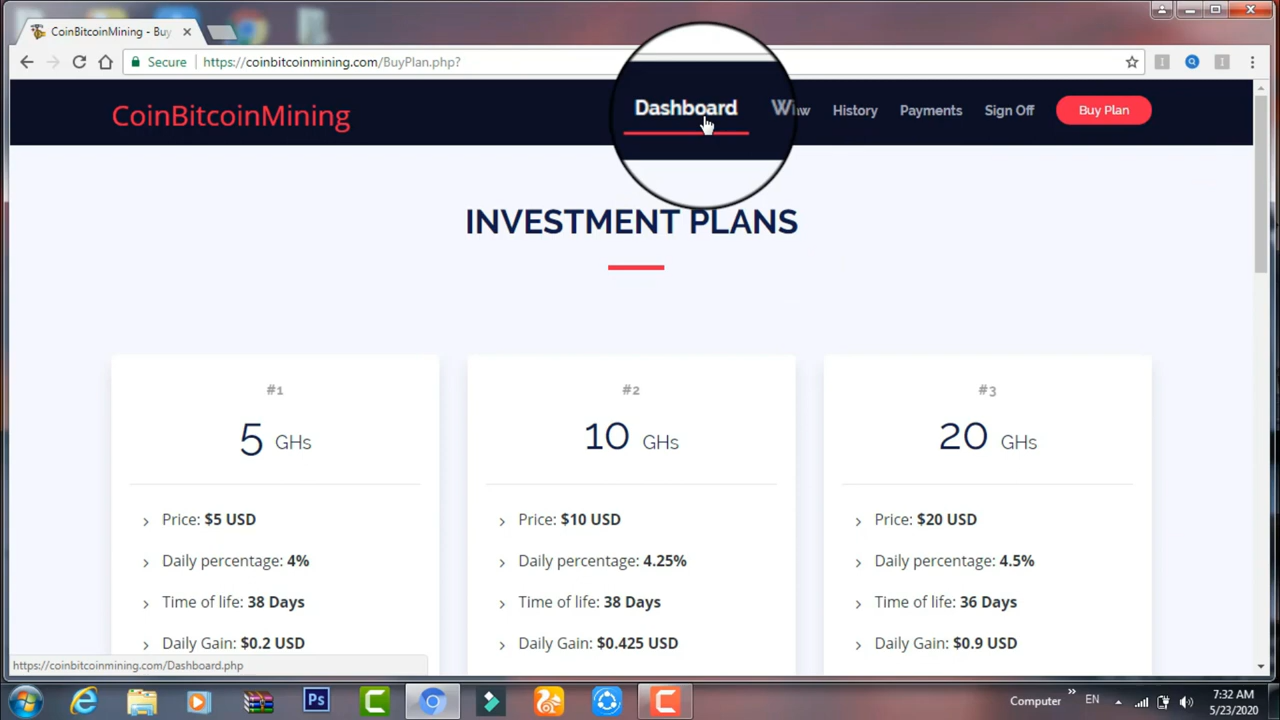 CoinBitcoinMining - Buy
Secure https://coinbitcoinmining.com/BuyPlan.php?
CoinBitcoinMining Dashboard History Payments Sign Off Buy Plan
INVESTMENT PLANS
#1 #2 #3
5 GHs 10 GHs 20 GHs
Price: $5 USD Price: $10 USD Price: $20 USD
Daily percentage: 4% Daily percentage: 4.25% Daily percentage: 4.5%
Time of life: 38 Days Time of life: 38 Days Time of life: 36 Days
Daily Gain: $0.2 USD Daily Gain: $0.425 USD Daily Gain: $0.9 USD
https://coinbitcoinmining.com/Dashboard.php
Ps Computer EN 7:32 AM
5/23/2020